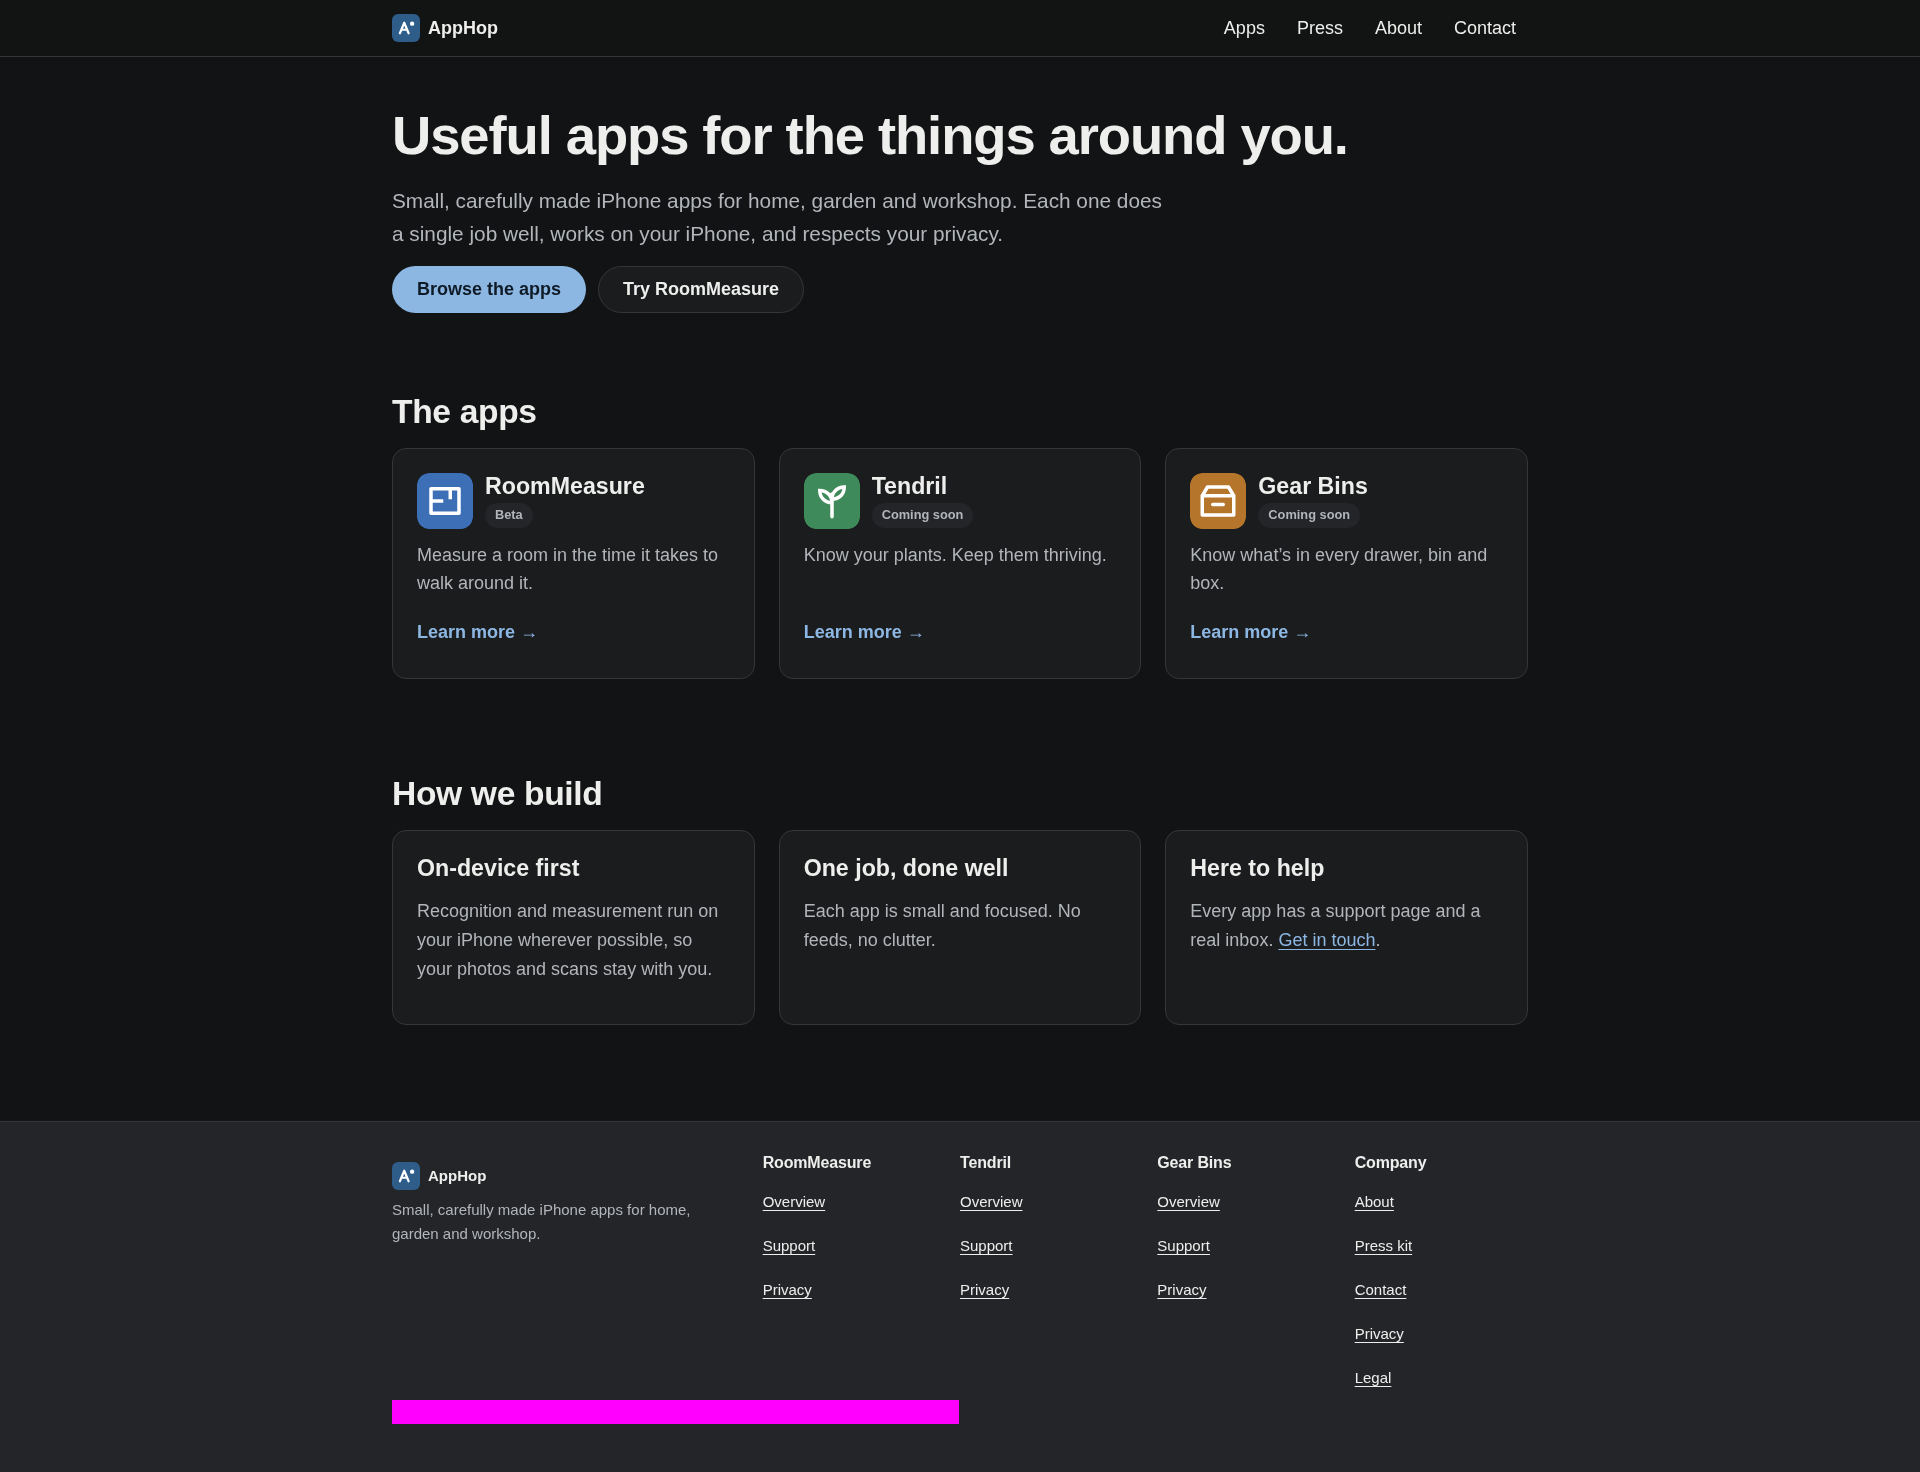 AppHop
Apps
Press
About
Contact
Useful apps for the things around you.
Small, carefully made iPhone apps for home, garden and workshop. Each one does
a single job well, works on your iPhone, and respects your privacy.
Browse the apps
Try RoomMeasure
The apps
RoomMeasure
Beta
Measure a room in the time it takes to
walk around it.
Learn more →
Tendril
Coming soon
Know your plants. Keep them thriving.
Learn more →
Gear Bins
Coming soon
Know what's in every drawer, bin and
box.
Learn more →
How we build
On-device first
Recognition and measurement run on
your iPhone wherever possible, so
your photos and scans stay with you.
One job, done well
Each app is small and focused. No
feeds, no clutter.
Here to help
Every app has a support page and a
real inbox. Get in touch.
AppHop
Small, carefully made iPhone apps for home,
garden and workshop.
RoomMeasure
Overview
Support
Privacy
Tendril
Overview
Support
Privacy
Gear Bins
Overview
Support
Privacy
Company
About
Press kit
Contact
Privacy
Legal